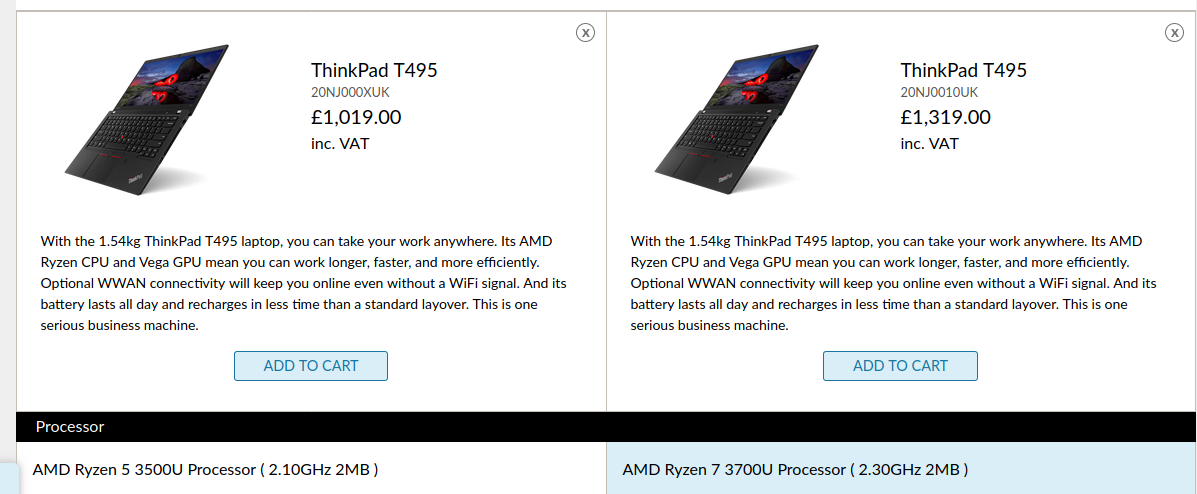 X
ThinkPad T495
20NJ000XUK
£1,019.00
inc. VAT
With the 1.54kg ThinkPad T495 laptop, you can take your work anywhere. Its AMD
Ryzen CPU and Vega GPU mean you can work longer, faster, and more efficiently.
Optional WWAN connectivity will keep you online even without a WiFi signal. And its
battery lasts all day and recharges in less time than a standard layover. This is one
serious business machine.
ADD TO CART
X
ThinkPad T495
20NJ0010UK
£1,319.00
inc. VAT
With the 1.54kg ThinkPad T495 laptop, you can take your work anywhere. Its AMD
Ryzen CPU and Vega GPU mean you can work longer, faster, and more efficiently.
Optional WWAN connectivity will keep you online even without a WiFi signal. And its
battery lasts all day and recharges in less time than a standard layover. This is one
serious business machine.
ADD TO CART
Processor
AMD Ryzen 5 3500U Processor ( 2.10GHz 2MB )
AMD Ryzen 7 3700U Processor ( 2.30GHz 2MB )